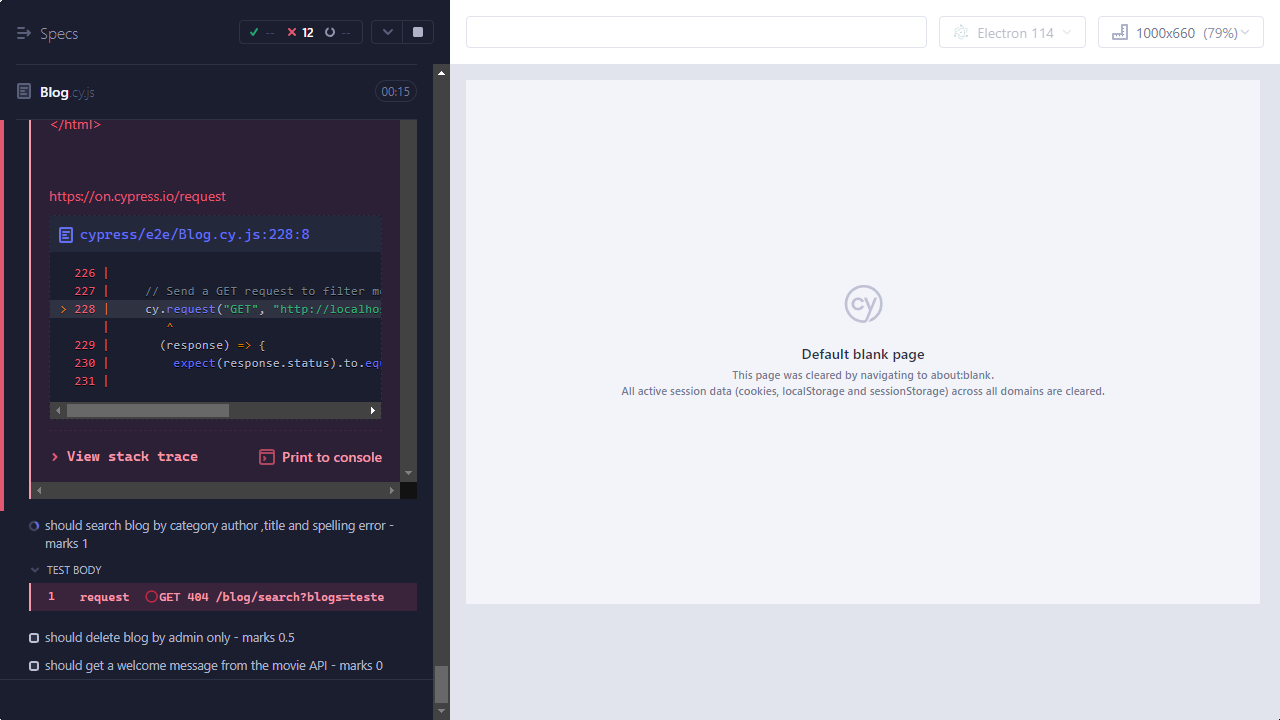 Specs
-- 12 --
Electron 114
1000x660 (79%)
Blog.cy.js
00:15
</html>
https://on.cypress.io/request
cypress/e2e/Blog.cy.js:228:8
226 |
227 | // Send a GET request to filter m
> 228 | cy.request("GET", "http://localho
| ^
229 | (response) => {
230 | expect(response.status).to.equ
231 |
View stack trace
Print to console
should search blog by category author ,title and spelling error -
marks 1
TEST BODY
1 request GET 404 /blog/search?blogs=teste
should delete blog by admin only - marks 0.5
should get a welcome message from the movie API - marks 0
cy
Default blank page
This page was cleared by navigating to about:blank.
All active session data (cookies, localStorage and sessionStorage) across all domains are cleared.